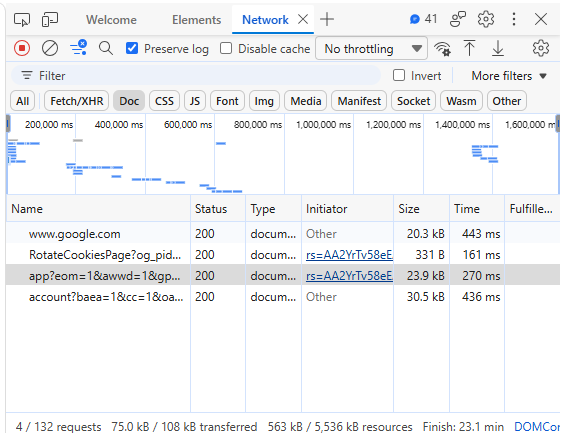 Welcome Elements Network 41
Preserve log Disable cache No throttling
Filter Invert More filters
All Fetch/XHR Doc CSS JS Font Img Media Manifest Socket Wasm Other
200,000 ms 400,000 ms 600,000 ms 800,000 ms 1,000,000 ms 1,200,000 ms 1,400,000 ms 1,600,000 m
Name Status Type Initiator Size Time Fulfille...
www.google.com 200 docum... Other 20.3 kB 443 ms
RotateCookiesPage?og_pid... 200 docum... rs=AA2YrTv58eE 331 B 161 ms
app?eom=1&awwd=1&gp... 200 docum... rs=AA2YrTv58eE 23.9 kB 270 ms
account?baea=1&cc=1&oa... 200 docum... Other 30.5 kB 436 ms
4 / 132 requests 75.0 kB / 108 kB transferred 563 kB / 5,536 kB resources Finish: 23.1 min DOMCon